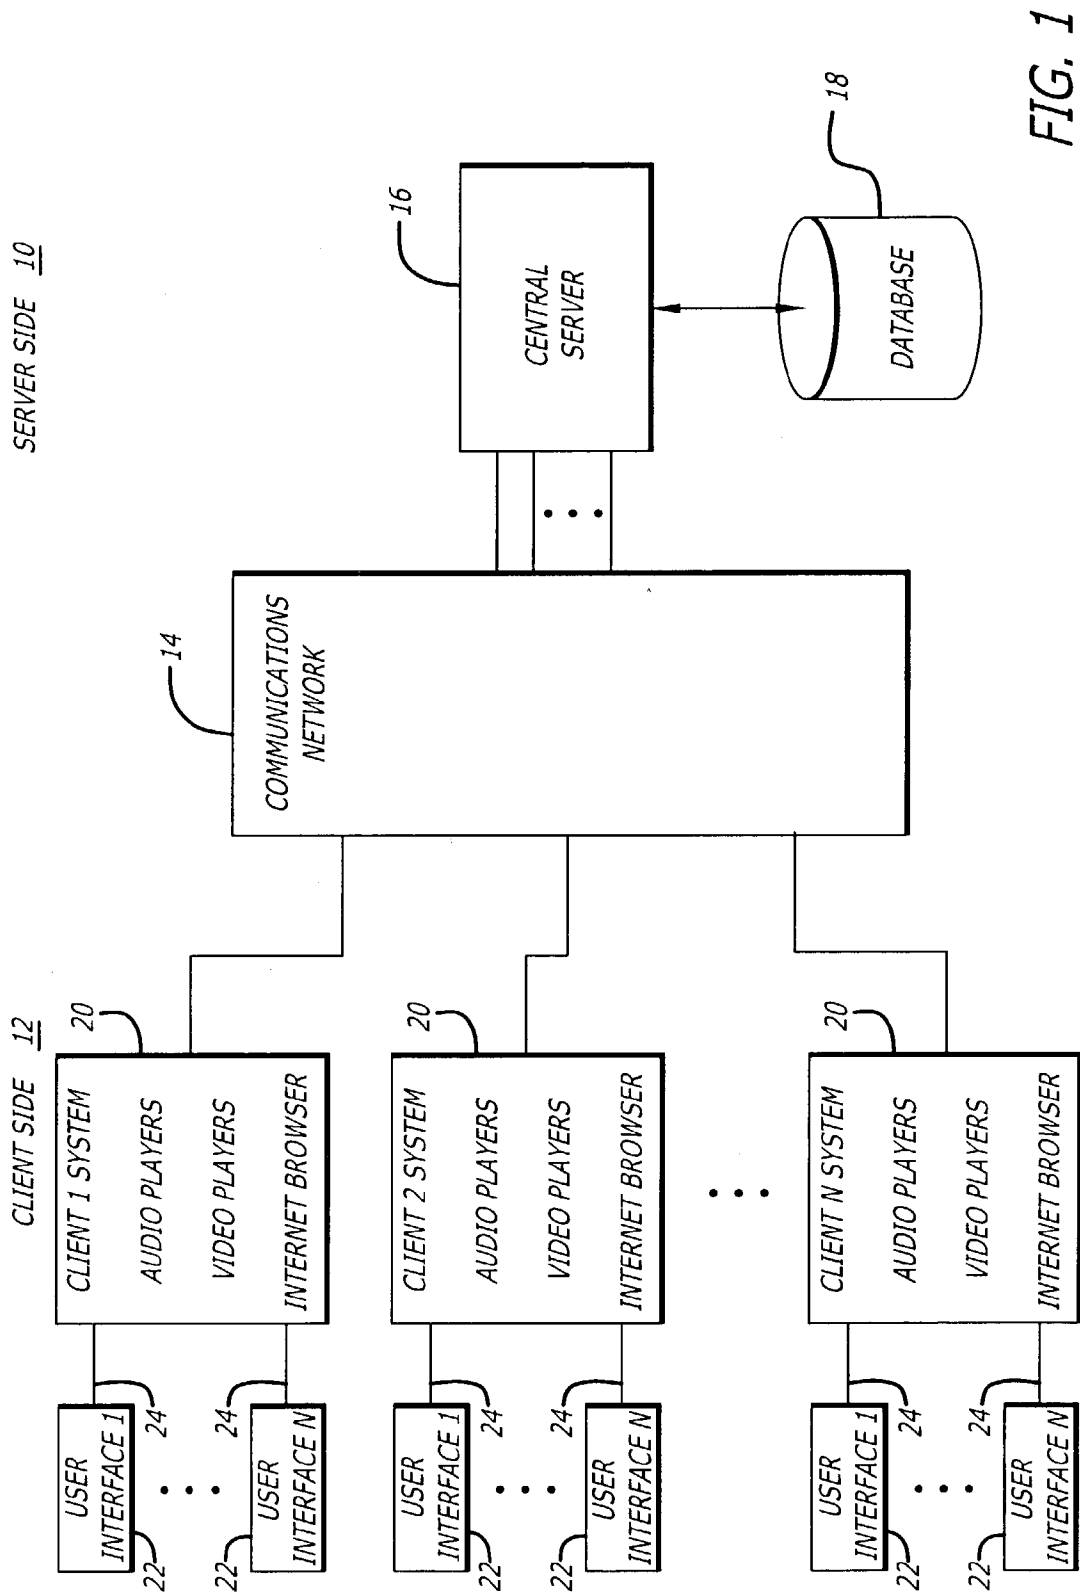 CLIENT SIDE 12
SERVER SIDE 10
USER
INTERFACE 1
22
24
USER
INTERFACE N
22
24
CLIENT 1 SYSTEM
AUDIO PLAYERS
VIDEO PLAYERS
INTERNET BROWSER
20
USER
INTERFACE 1
22
24
USER
INTERFACE N
22
24
CLIENT 2 SYSTEM
AUDIO PLAYERS
VIDEO PLAYERS
INTERNET BROWSER
20
USER
INTERFACE 1
22
24
USER
INTERFACE N
22
24
CLIENT N SYSTEM
AUDIO PLAYERS
VIDEO PLAYERS
INTERNET BROWSER
20
COMMUNICATIONS
NETWORK
14
CENTRAL
SERVER
16
DATABASE
18
FIG. 1